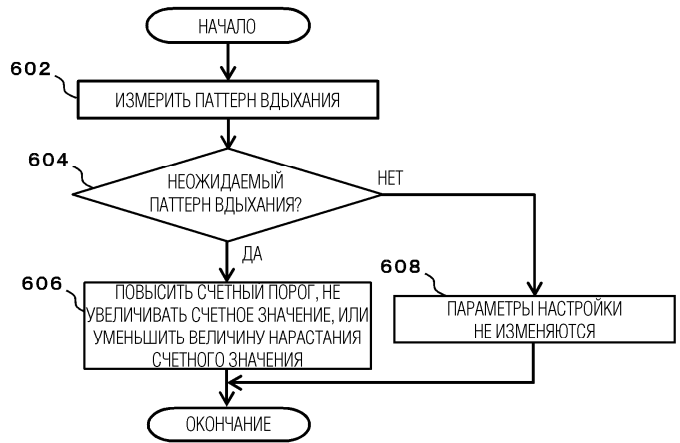 НАЧАЛО
602
ИЗМЕРИТЬ ПАТТЕРН ВДЫХАНИЯ
604
НЕОЖИДАЕМЫЙ
ПАТТЕРН ВДЫХАНИЯ?
НЕТ
ДА
606
ПОВЫСИТЬ СЧЕТНЫЙ ПОРОГ, НЕ
УВЕЛИЧИВАТЬ СЧЕТНОЕ ЗНАЧЕНИЕ, ИЛИ
УМЕНЬШИТЬ ВЕЛИЧИНУ НАРАСТАНИЯ
СЧЕТНОГО ЗНАЧЕНИЯ
608
ПАРАМЕТРЫ НАСТРОЙКИ
НЕ ИЗМЕНЯЮТСЯ
ОКОНЧАНИЕ